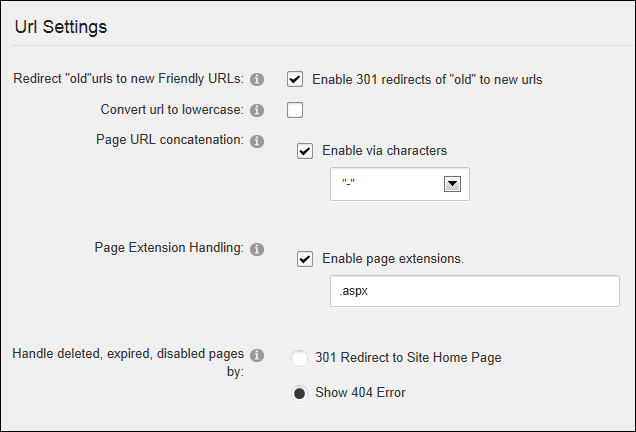 Url Settings
Redirect "old"urls to new Friendly URLs:
Enable 301 redirects of "old" to new urls
Convert url to lowercase:
Page URL concatenation:
Enable via characters
"-"
Page Extension Handling:
Enable page extensions.
.aspx
Handle deleted, expired, disabled pages
by:
301 Redirect to Site Home Page
Show 404 Error